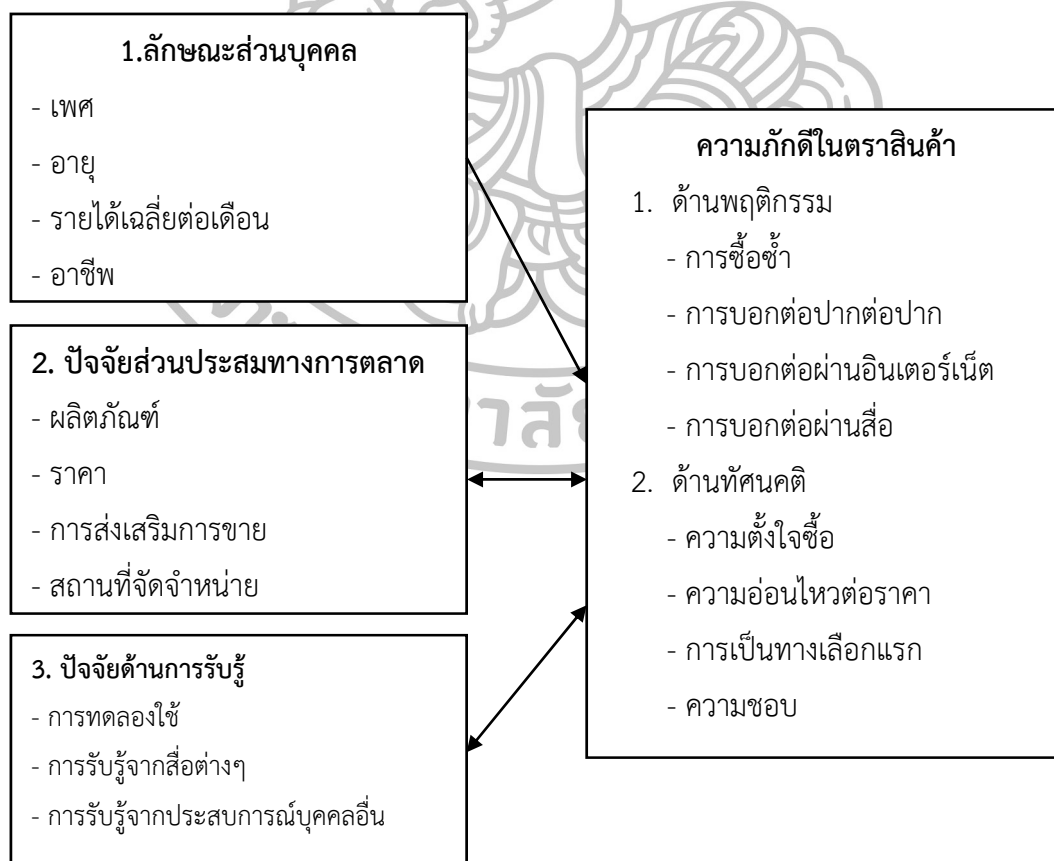 1.ลักษณะส่วนบุคคล
- เพศ
- อายุ
- รายได้เฉลี่ยต่อเดือน
- อาชีพ
2. ปัจจัยส่วนประสมทางการตลาด
- ผลิตภัณฑ์
- ราคา
- การส่งเสริมการขาย
- สถานที่จัดจำหน่าย
3. ปัจจัยด้านการรับรู้
- การทดลองใช้
- การรับรู้จากสื่อต่างๆ
- การรับรู้จากประสบการณ์บุคคลอื่น
ความภักดีในตราสินค้า
1. ด้านพฤติกรรม
- การซื้อซ้ำ
- การบอกต่อปากต่อปาก
- การบอกต่อผ่านอินเตอร์เน็ต
- การบอกต่อผ่านสื่อ
2. ด้านทัศนคติ
- ความตั้งใจซื้อ
- ความอ่อนไหวต่อราคา
- การเป็นทางเลือกแรก
- ความชอบ